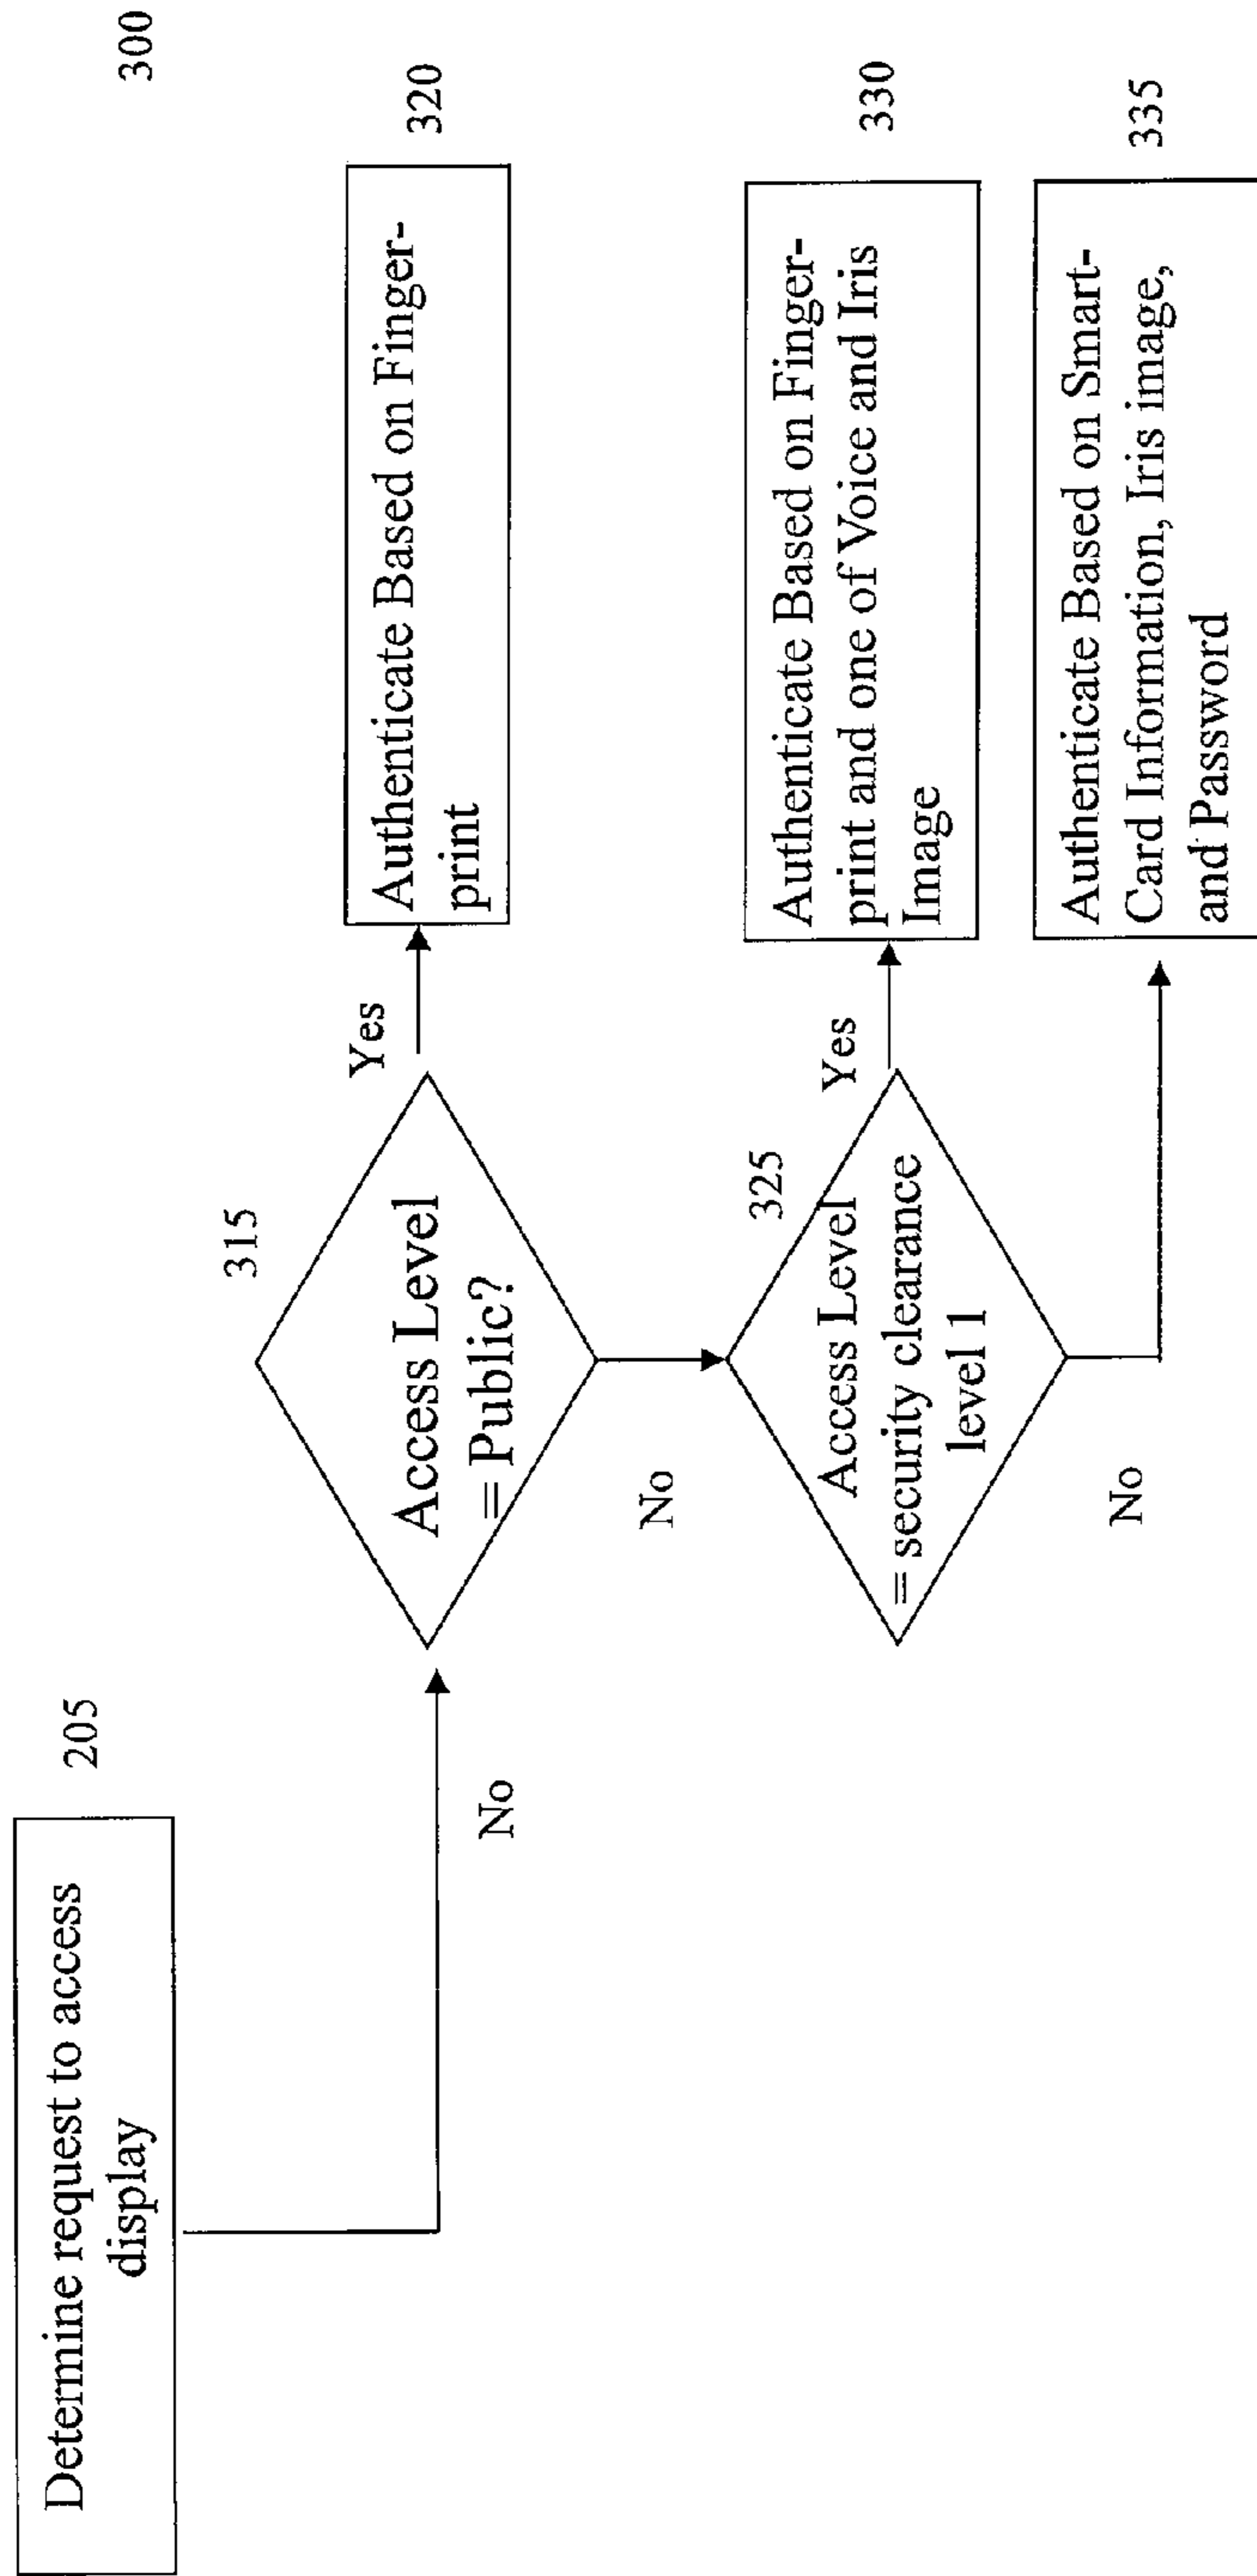 300
Determine request to access
display
205
No
315
Access Level
= Public?
Yes
Authenticate Based on Finger-
print
320
No
325
Access Level
= security clearance
level 1
Yes
Authenticate Based on Finger-
print and one of Voice and Iris
Image
330
No
Authenticate Based on Smart-
Card Information, Iris image,
and Password
335